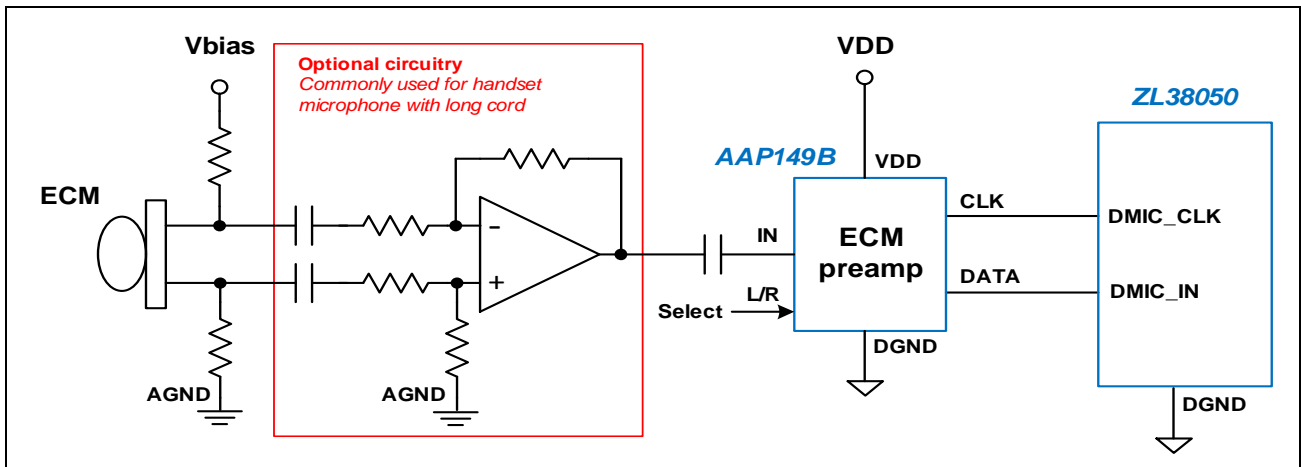 Vbias
Optional circuitry
Commonly used for handset
microphone with long cord
VDD
ZL38050
AAP149B
VDD
ECM
CLK
DMIC_CLK
-
IN
ECM
preamp
+
DATA
DMIC_IN
Select
L/R
DGND
AGND
AGND
DGND